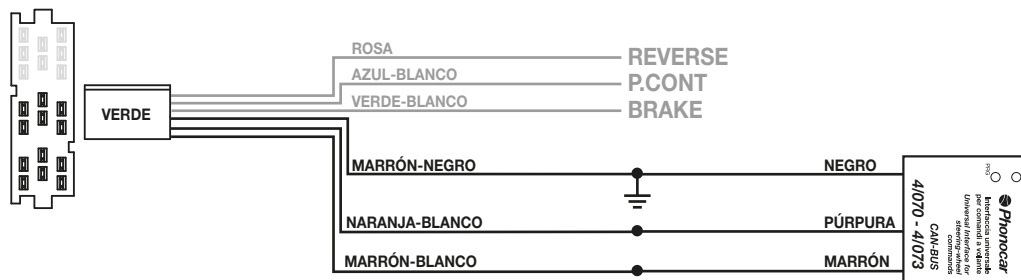 ROSA
REVERSE
AZUL-BLANCO
P.CONT
VERDE-BLANCO
BRAKE
VERDE
MARRÓN-NEGRO
NEGRO
NARANJA-BLANCO
PÚRPURA
MARRÓN-BLANCO
MARRÓN
PRG
Phonocar
Interfaccia universale
per comandi a volante
Universal Interface for
steering-wheel
commands
CAN-BUS
4/070 - 4/073